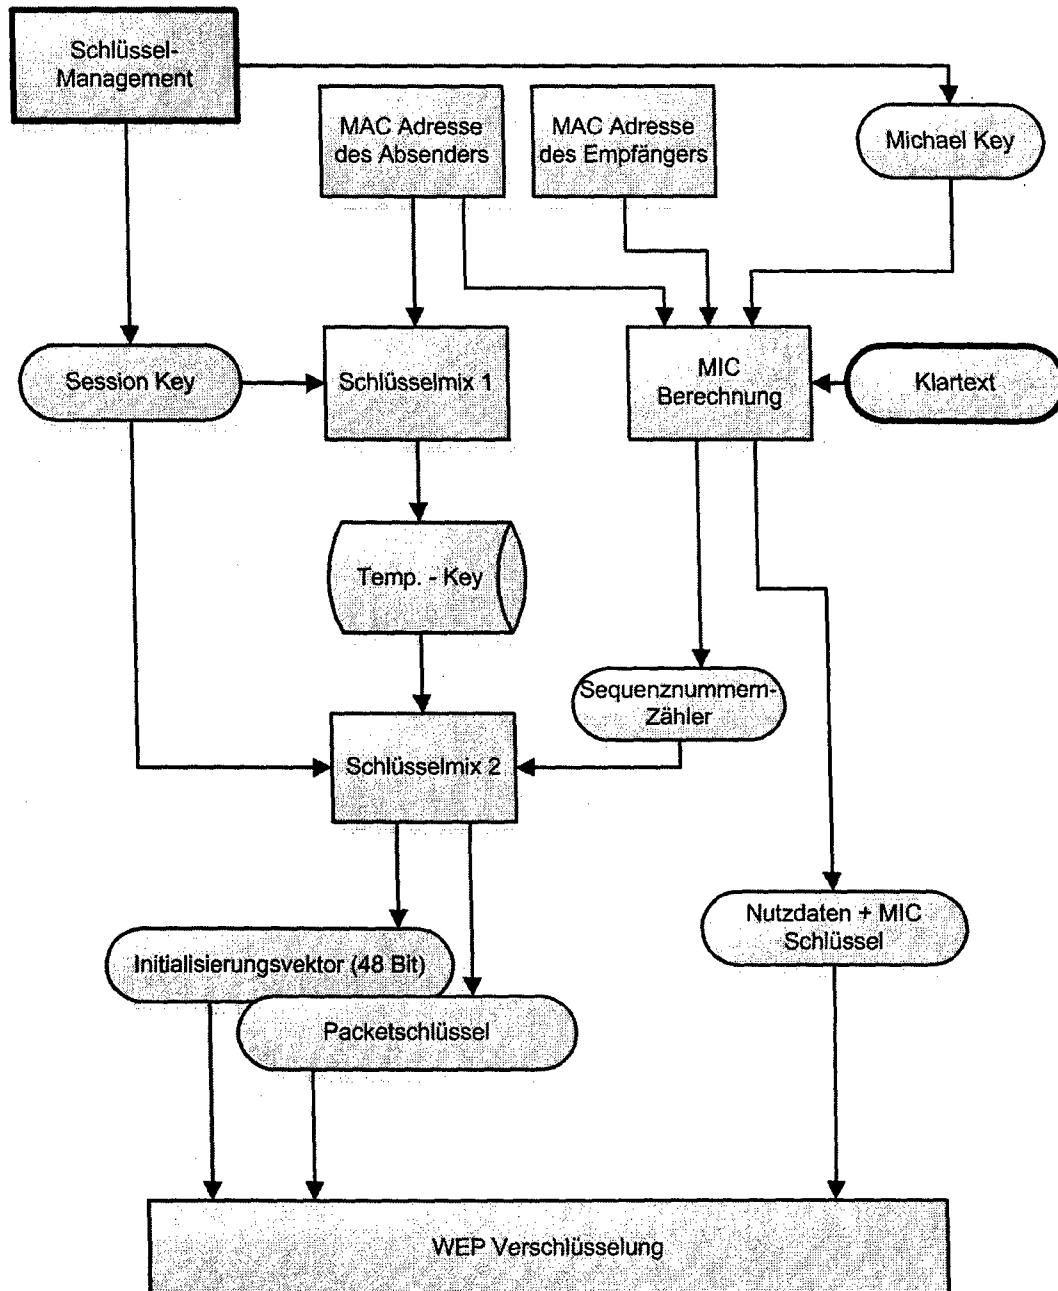 Schlüssel-
Management
MAC Adresse
des Absenders
MAC Adresse
des Empfängers
Michael Key
Session Key
Schlüsselmix 1
MIC
Berechnung
Klartext
Temp. - Key
Sequenznummern-
Zähler
Schlüsselmix 2
Nutzdaten + MIC
Schlüssel
Initialisierungsvektor (48 Bit)
Packetschlüssel
WEP Verschlüsselung